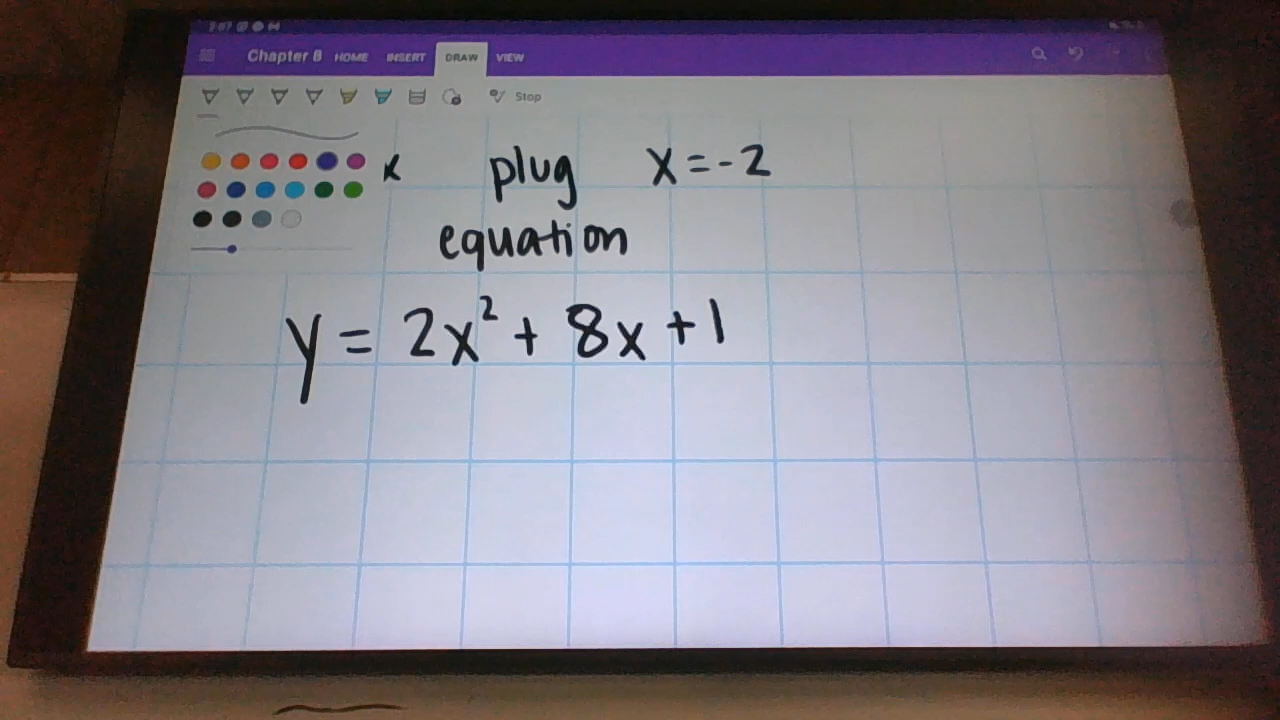 Chapter 8 HOME INSERT DRAW VIEW
Stop
plug x=-2
equation
y = 2x² + 8x + 1